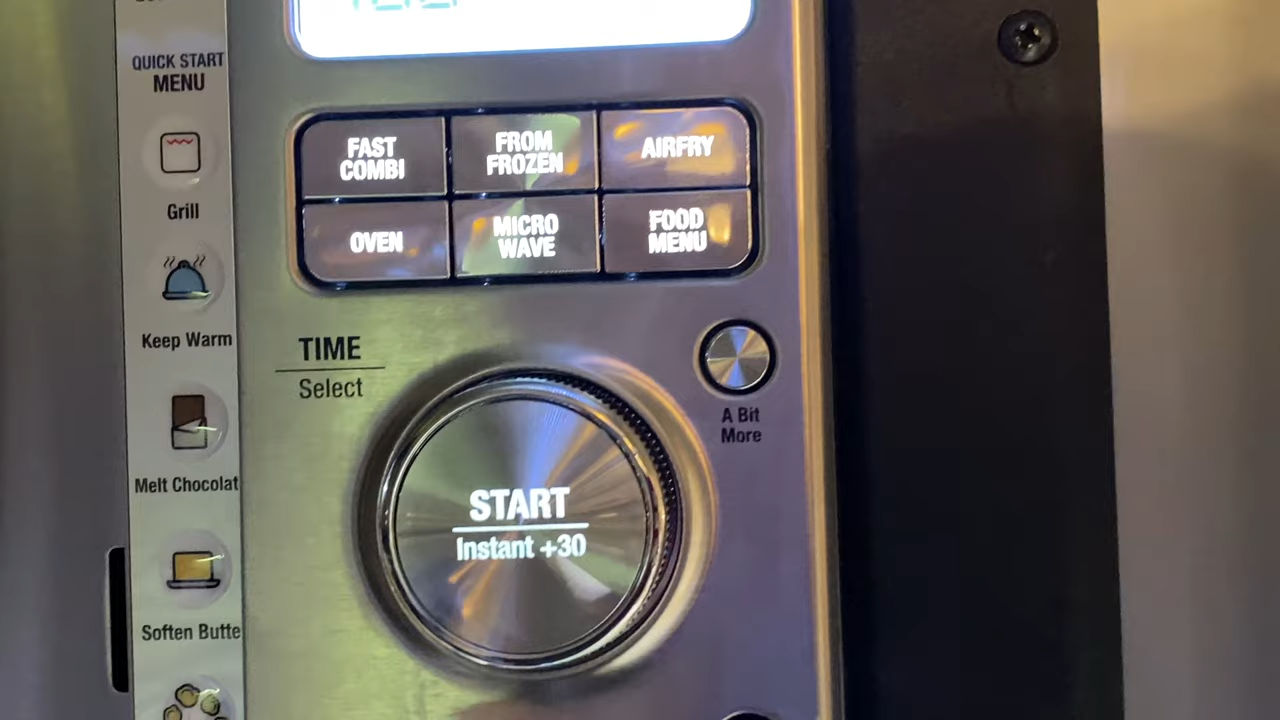 QUICK START
MENU
Grill
Keep Warm
Melt Chocolat
Soften Butte
FAST
COMBI
FROM
FROZEN
AIRFRY
OVEN
MICRO
WAVE
FOOD
MENU
TIME
Select
A Bit
More
START
Instant +30